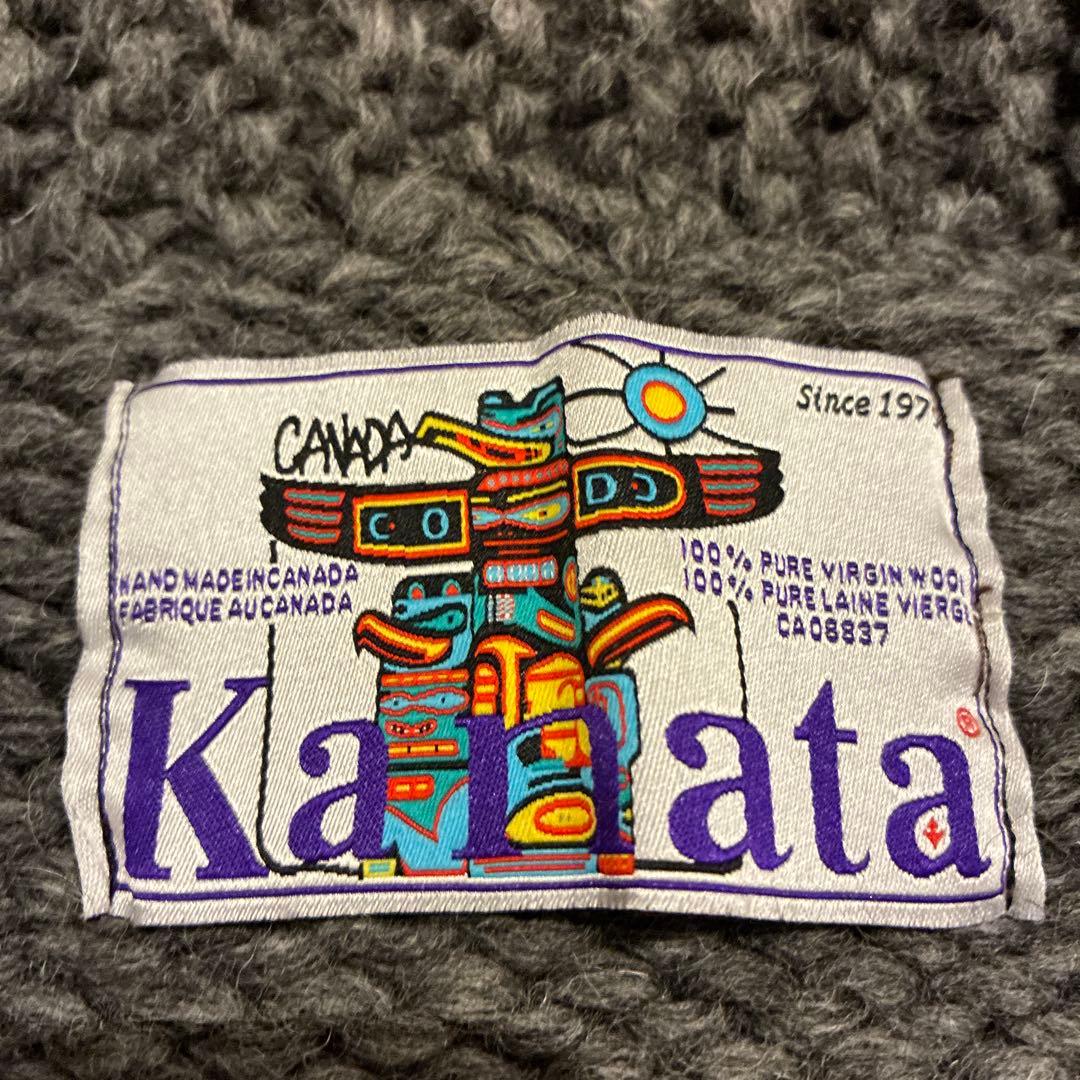 CANADA
Since 197
HAND MADE IN CANADA
FABRIQUE AU CANADA
100% PURE VIRGIN WOOL
100% PURE LAINE VIERGE
CA08837
Kanata®